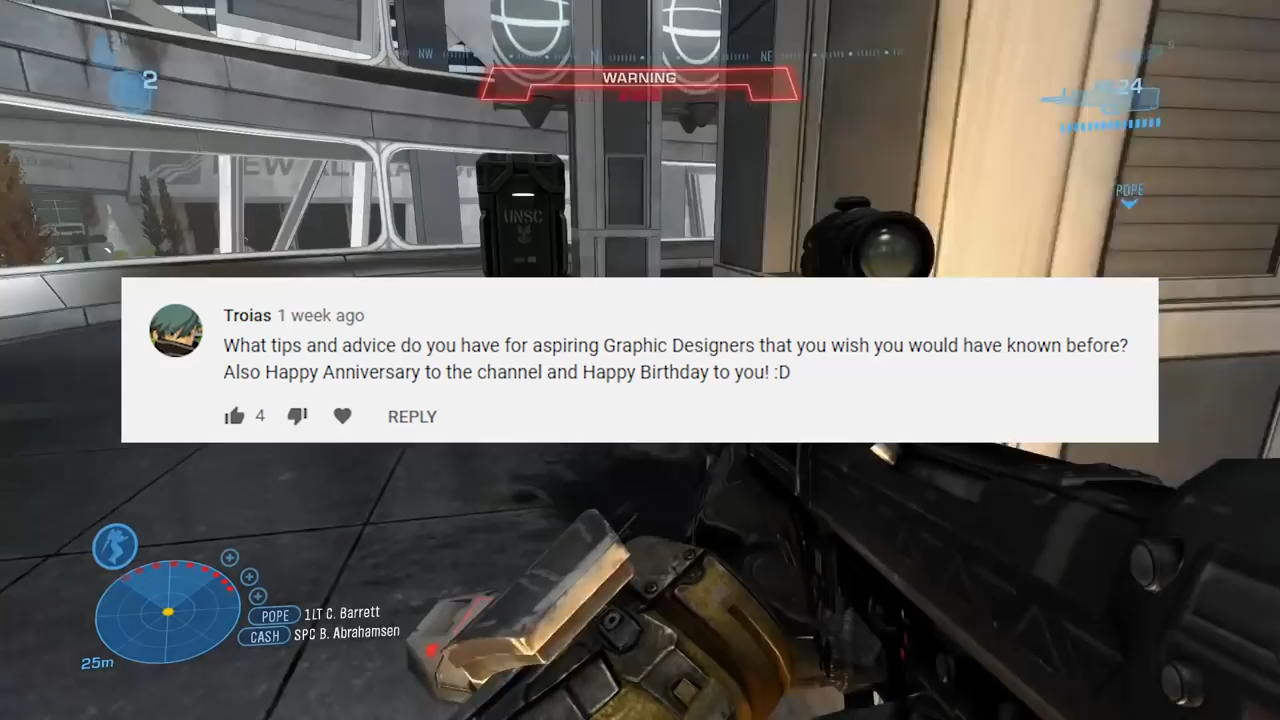 NW
N
NE
2
WARNING
24
NEW ALEXA
POPE
UNSC
Troias 1 week ago
What tips and advice do you have for aspiring Graphic Designers that you wish you would have known before?
Also Happy Anniversary to the channel and Happy Birthday to you! :D
4
REPLY
POPE 1LT C. Barrett
CASH SPC B. Abrahamsen
25m